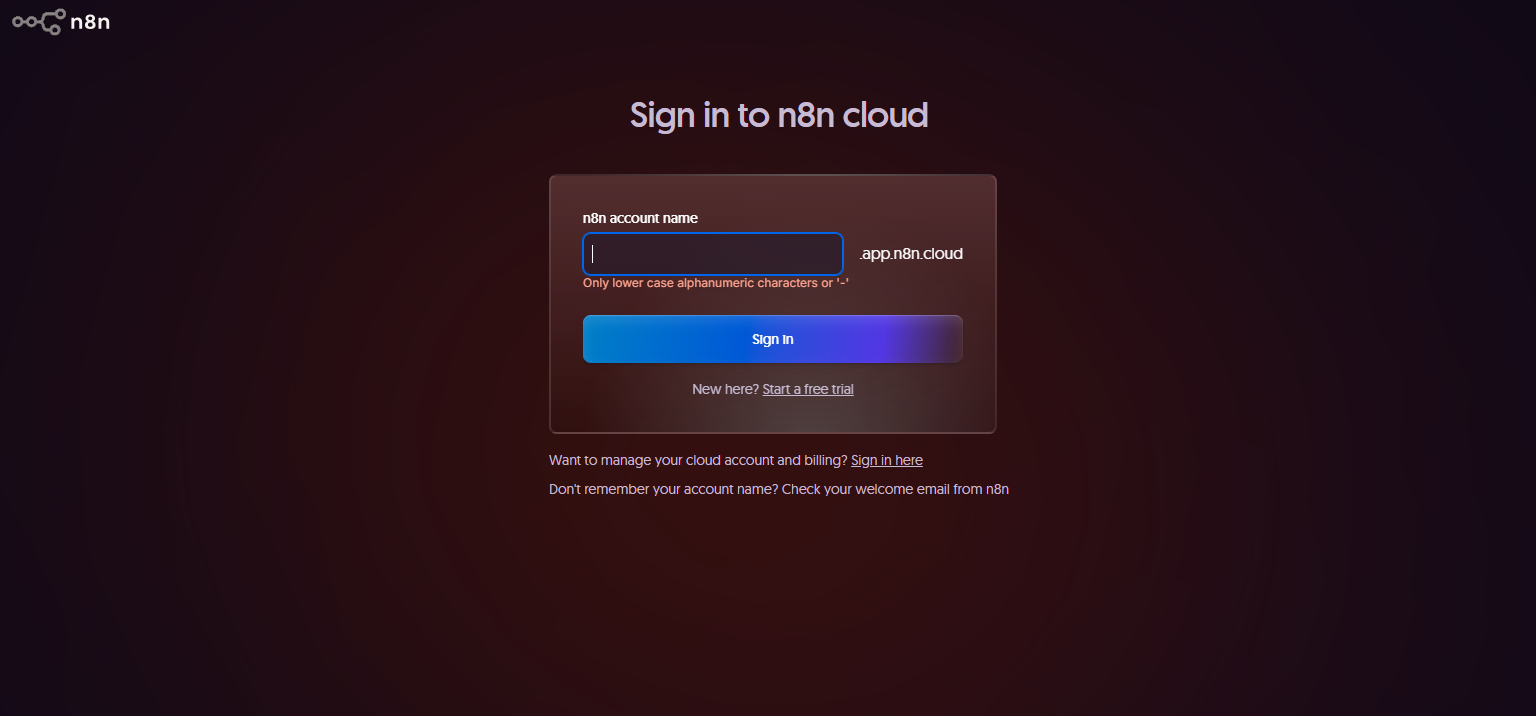 n8n
Sign in to n8n cloud
n8n account name
.app.n8n.cloud
Only lower case alphanumeric characters or '-'
Sign in
New here? Start a free trial
Want to manage your cloud account and billing? Sign in here
Don't remember your account name? Check your welcome email from n8n